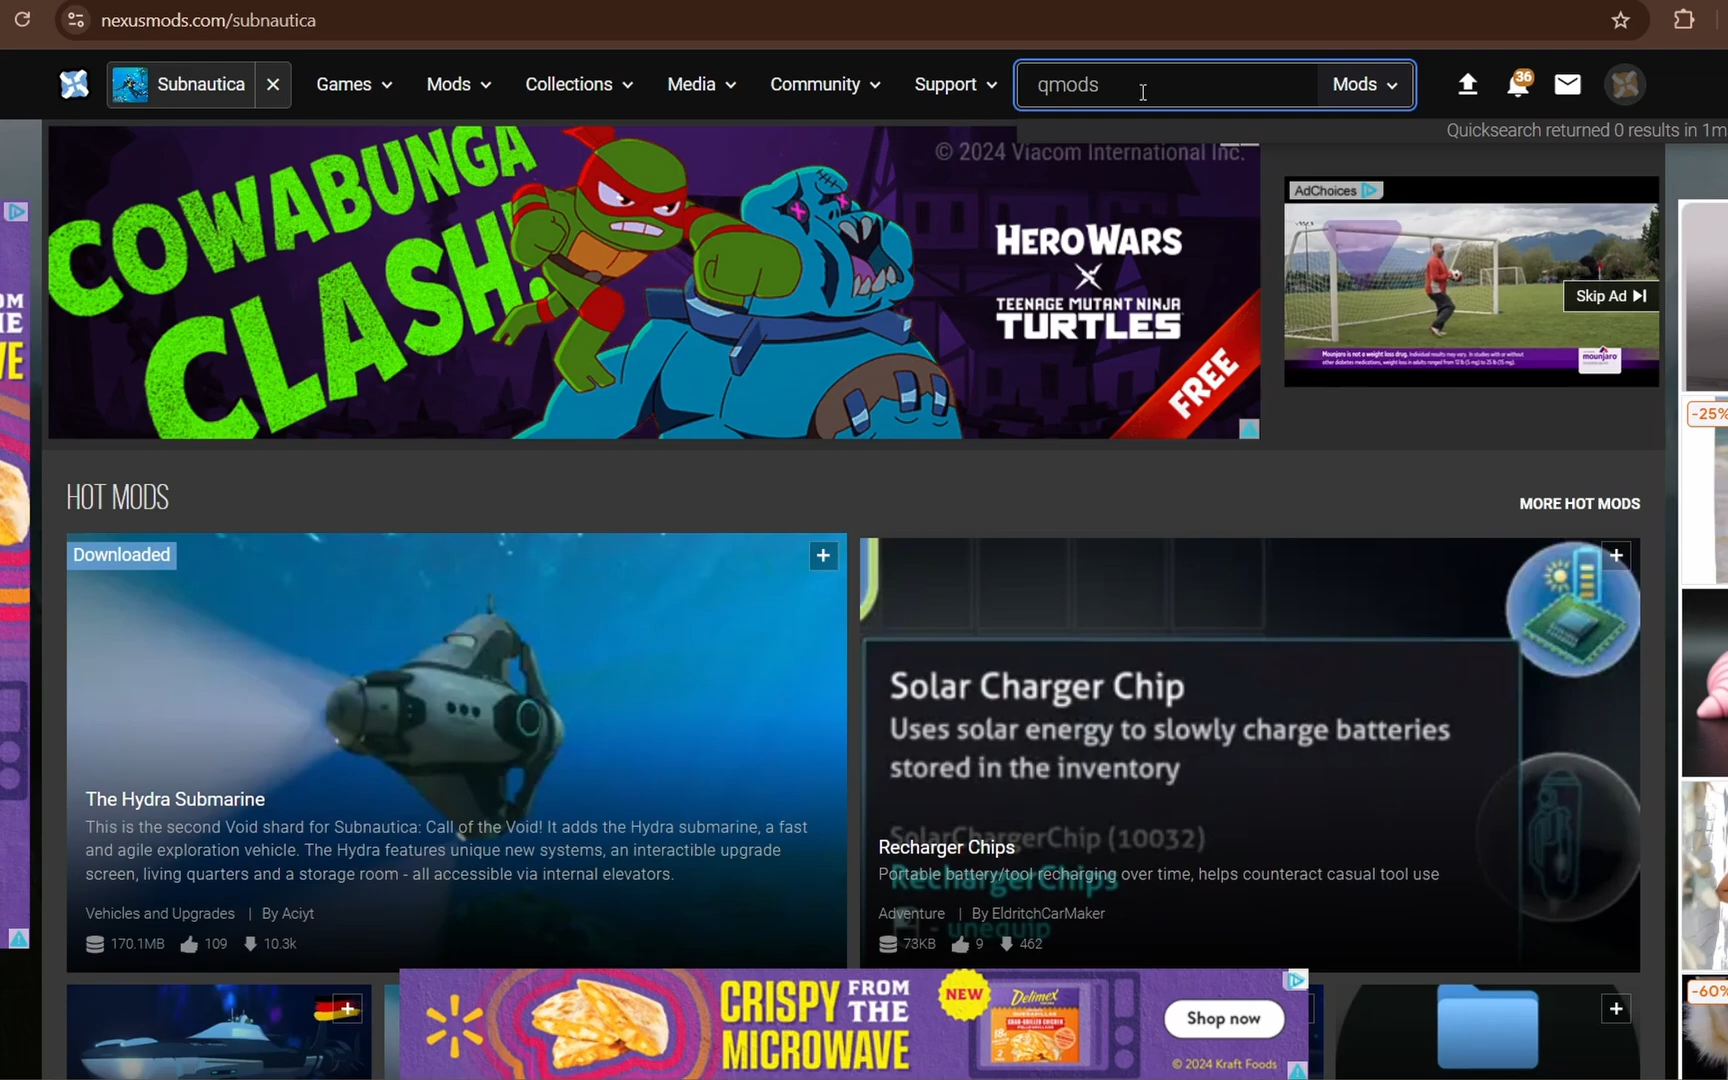 nexusmods.com/subnautica
Subnautica
Games
Mods
Collections
Media
Community
Support
qmods
Mods
36
Quicksearch returned 0 results in 1m
© 2024 Viacom International Inc.
COWABUNGA
CLASH!
HERO WARS
X
TEENAGE MUTANT NINJA
TURTLES
FREE
AdChoices
Skip Ad
mounjaro
OM
HE
VE
-25%
HOT MODS
MORE HOT MODS
Downloaded
The Hydra Submarine
This is the second Void shard for Subnautica: Call of the Void! It adds the Hydra submarine, a fast
and agile exploration vehicle. The Hydra features unique new systems, an interactible upgrade
screen, living quarters and a storage room - all accessible via internal elevators.
Vehicles and Upgrades | By Aciyt
170.1MB 109 10.3k
Solar Charger Chip
Uses solar energy to slowly charge batteries
stored in the inventory
SolarChargerChip (10032)
Recharger Chips
RechargerChips
Portable battery/tool recharging over time, helps counteract casual tool use
Adventure | By EldritchCarMaker
- unequip
73KB 9 462
CRISPY FROM THE
MICROWAVE
NEW
Delimex
Shop now
© 2024 Kraft Foods
-60%